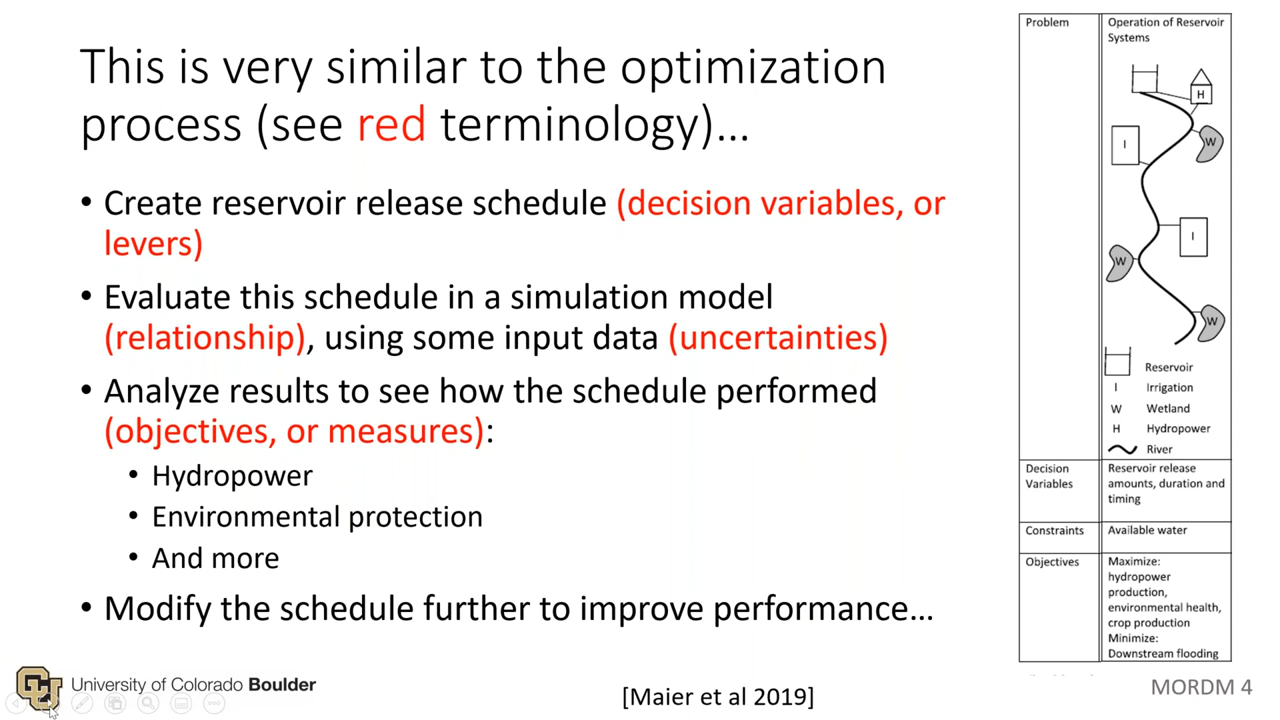 This is very similar to the optimization
process (see red terminology)…
• Create reservoir release schedule (decision variables, or
levers)
• Evaluate this schedule in a simulation model
(relationship), using some input data (uncertainties)
• Analyze results to see how the schedule performed
(objectives, or measures):
• Hydropower
• Environmental protection
• And more
• Modify the schedule further to improve performance…
Problem
Operation of Reservoir
Systems
H
W
I
I
W
W
Reservoir
I Irrigation
W Wetland
H Hydropower
River
Decision
Variables
Reservoir release
amounts, duration and
timing
Constraints
Available water
Objectives
Maximize:
hydropower
production,
environmental health,
crop production
Minimize:
Downstream flooding
CU
University of Colorado Boulder
[Maier et al 2019]
MORDM 4